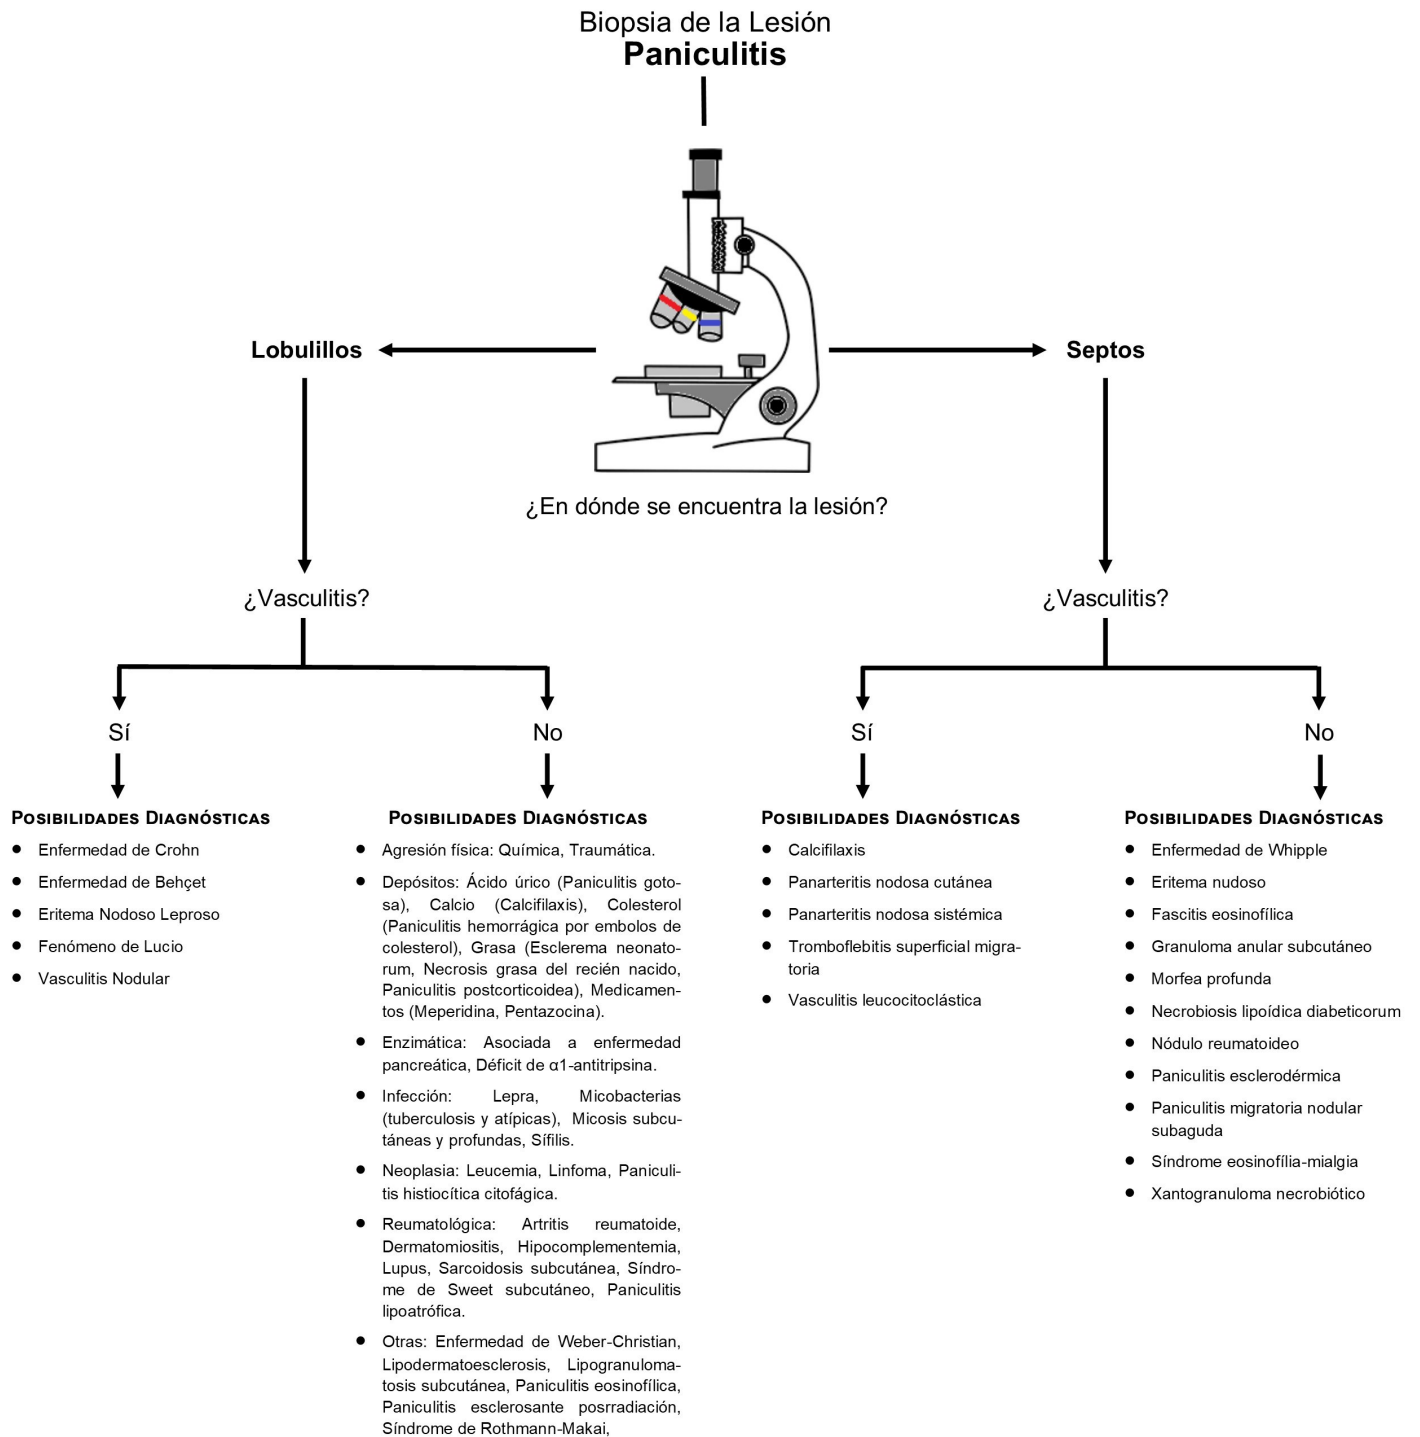 Biopsia de la Lesión
Paniculitis
Lobulillos
Septos
¿En dónde se encuentra la lesión?
¿Vasculitis?
¿Vasculitis?
Sí
No
Sí
No
POSIBILIDADES DIAGNÓSTICAS
• Enfermedad de Crohn
• Enfermedad de Behçet
• Eritema Nodoso Leproso
• Fenómeno de Lucio
• Vasculitis Nodular
POSIBILIDADES DIAGNÓSTICAS
• Agresión física: Química, Traumática.
• Depósitos: Ácido úrico (Paniculitis goto-
sa), Calcio (Calcifilaxis), Colesterol
(Paniculitis hemorrágica por embolos de
colesterol), Grasa (Esclerema neonato-
rum, Necrosis grasa del recién nacido,
Paniculitis postcorticoidea), Medicamen-
tos (Meperidina, Pentazocina).
• Enzimática: Asociada a enfermedad
pancreática, Déficit de α1-antitripsina.
• Infección: Lepra, Micobacterias
(tuberculosis y atípicas), Micosis subcu-
táneas y profundas, Sífilis.
• Neoplasia: Leucemia, Linfoma, Paniculi-
tis histiocítica citofágica.
• Reumatológica: Artritis reumatoide,
Dermatomiositis, Hipocomplementemia,
Lupus, Sarcoidosis subcutánea, Síndro-
me de Sweet subcutáneo, Paniculitis
lipoatrófica.
• Otras: Enfermedad de Weber-Christian,
Lipodermatoesclerosis, Lipogranuloma-
tosis subcutánea, Paniculitis eosinofílica,
Paniculitis esclerosante posrradiación,
Síndrome de Rothmann-Makai,
POSIBILIDADES DIAGNÓSTICAS
• Calcifilaxis
• Panarteritis nodosa cutánea
• Panarteritis nodosa sistémica
• Tromboflebitis superficial migra-
toria
• Vasculitis leucocitoclástica
POSIBILIDADES DIAGNÓSTICAS
• Enfermedad de Whipple
• Eritema nudoso
• Fascitis eosinofílica
• Granuloma anular subcutáneo
• Morfea profunda
• Necrobiosis lipoídica diabeticorum
• Nódulo reumatoideo
• Paniculitis esclerodérmica
• Paniculitis migratoria nodular
subaguda
• Síndrome eosinofília-mialgia
• Xantogranuloma necrobiótico